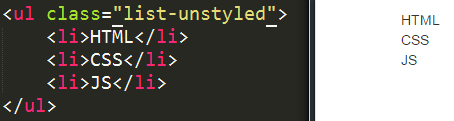 <ul class="list-unstyled">
    <li>HTML</li>
    <li>CSS</li>
    <li>JS</li>
</ul>
HTML
CSS
JS